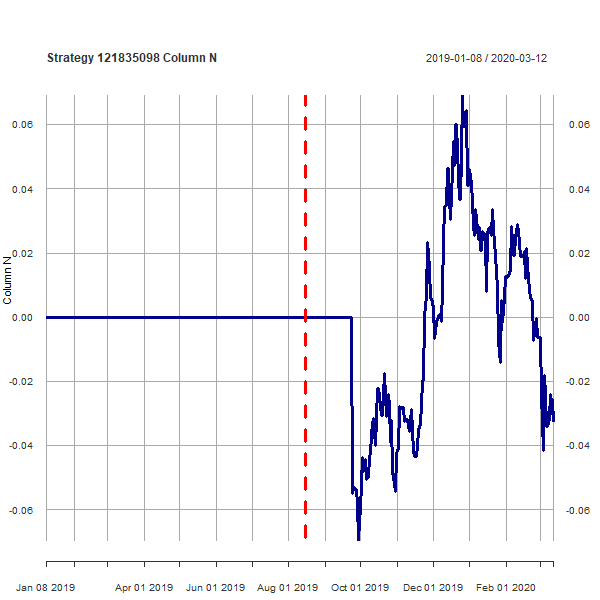 Strategy 121835098 Column N
2019-01-08 / 2020-03-12
0.06
0.04
0.02
0.00
-0.02
-0.04
-0.06
Column N
0.06
0.04
0.02
0.00
-0.02
-0.04
-0.06
Jan 08 2019
Apr 01 2019
Jun 01 2019
Aug 01 2019
Oct 01 2019
Dec 01 2019
Feb 01 2020